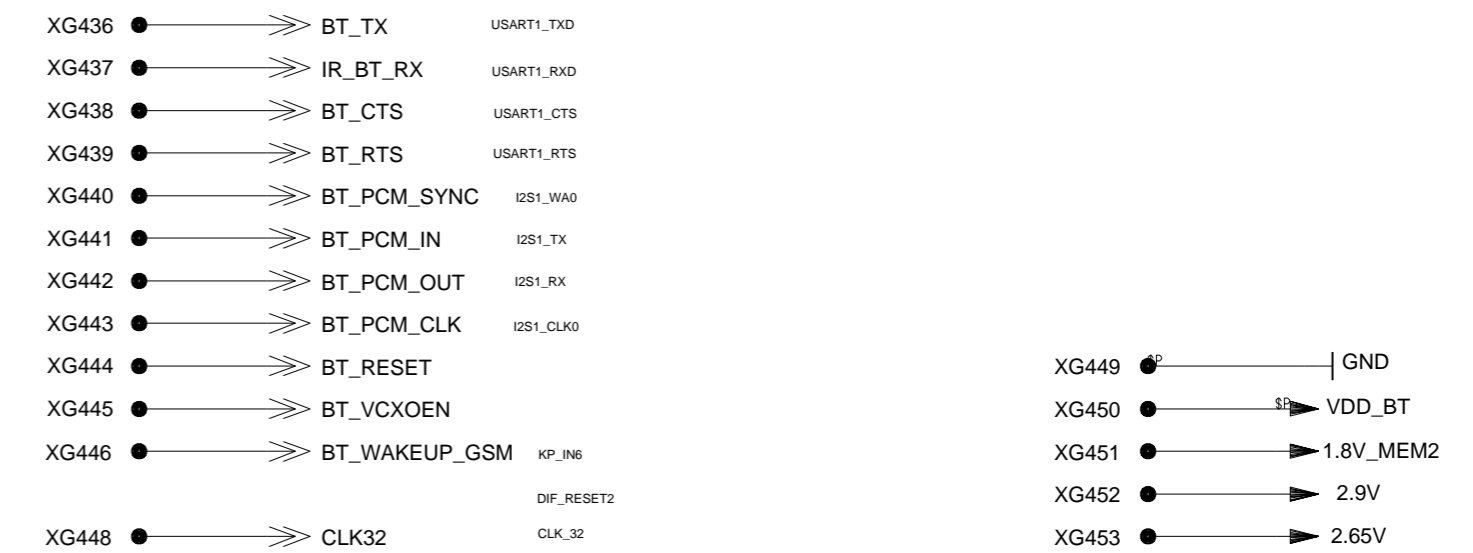 XG436 BT_TX USART1_TXD
XG437 IR_BT_RX USART1_RXD
XG438 BT_CTS USART1_CTS
XG439 BT_RTS USART1_RTS
XG440 BT_PCM_SYNC I2S1_WA0
XG441 BT_PCM_IN I2S1_TX
XG442 BT_PCM_OUT I2S1_RX
XG443 BT_PCM_CLK I2S1_CLK0
XG444 BT_RESET
XG445 BT_VCXOEN
XG446 BT_WAKEUP_GSM KP_IN6
DIF_RESET2
XG448 CLK32 CLK_32
XG449 $P GND
XG450 $P VDD_BT
XG451 1.8V_MEM2
XG452 2.9V
XG453 2.65V